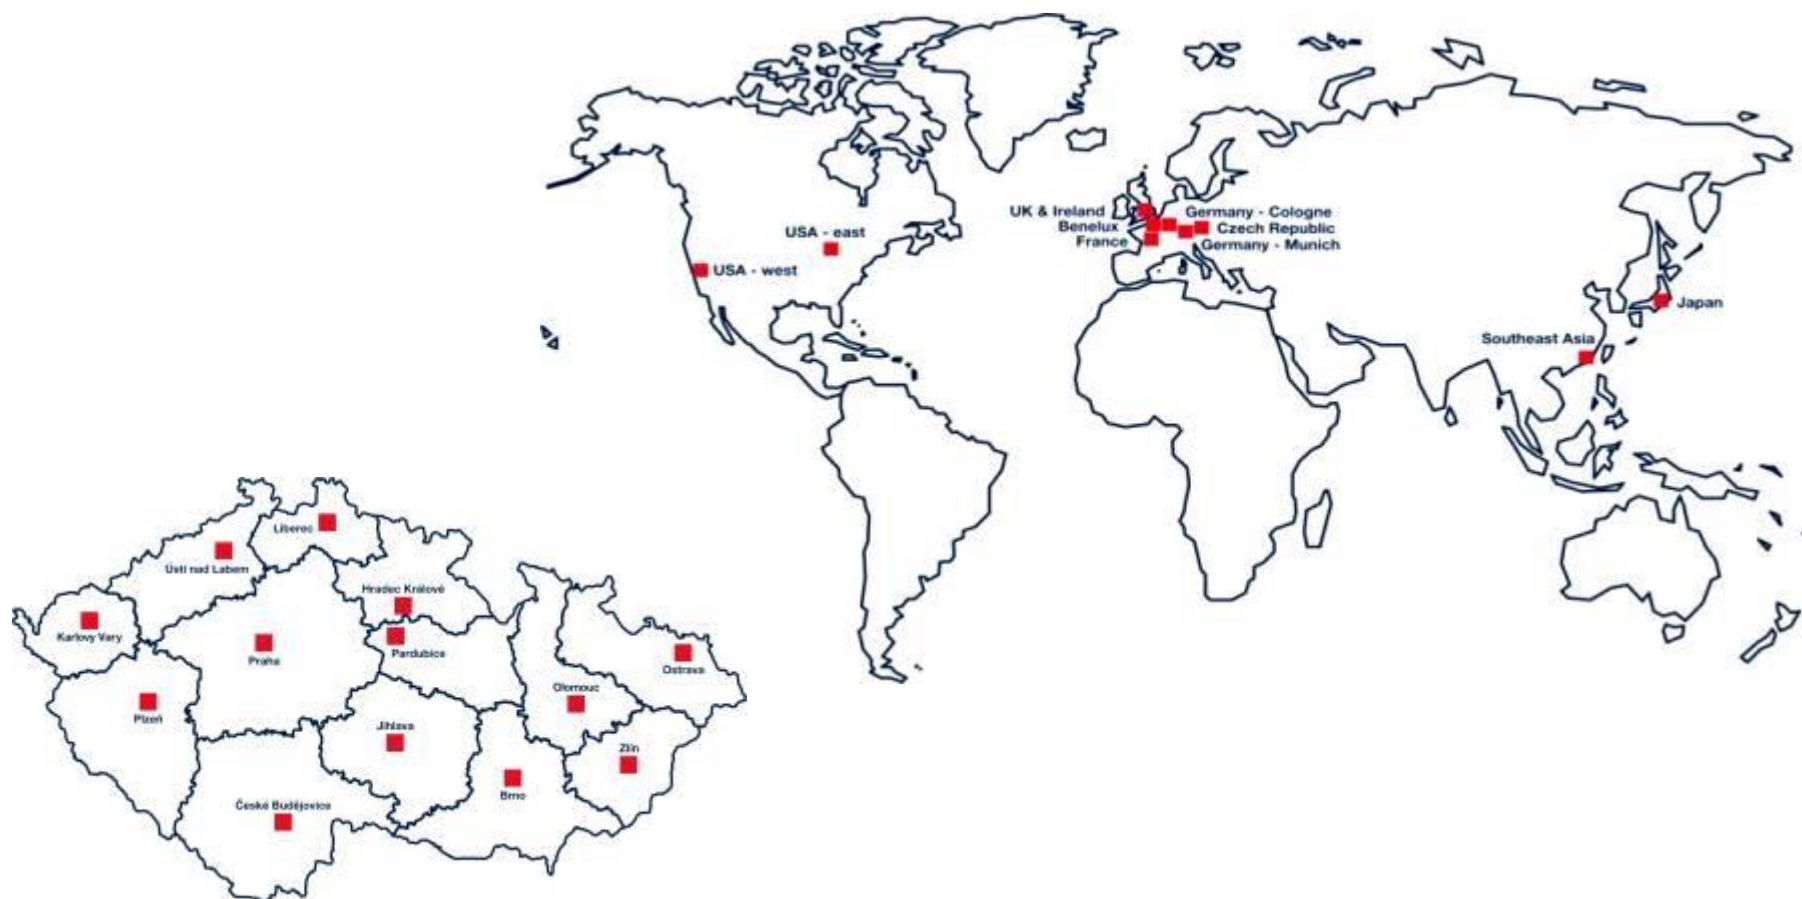 UK & Ireland
Germany - Cologne
Benelux
Czech Republic
France
Germany - Munich
USA - east
USA - west
Japan
Southeast Asia
Liberec
Ústí nad Labem
Hradec Králové
Karlovy Vary
Praha
Pardubice
Ostrava
Olomouc
Plzeň
Jihlava
Zlín
Brno
České Budějovice